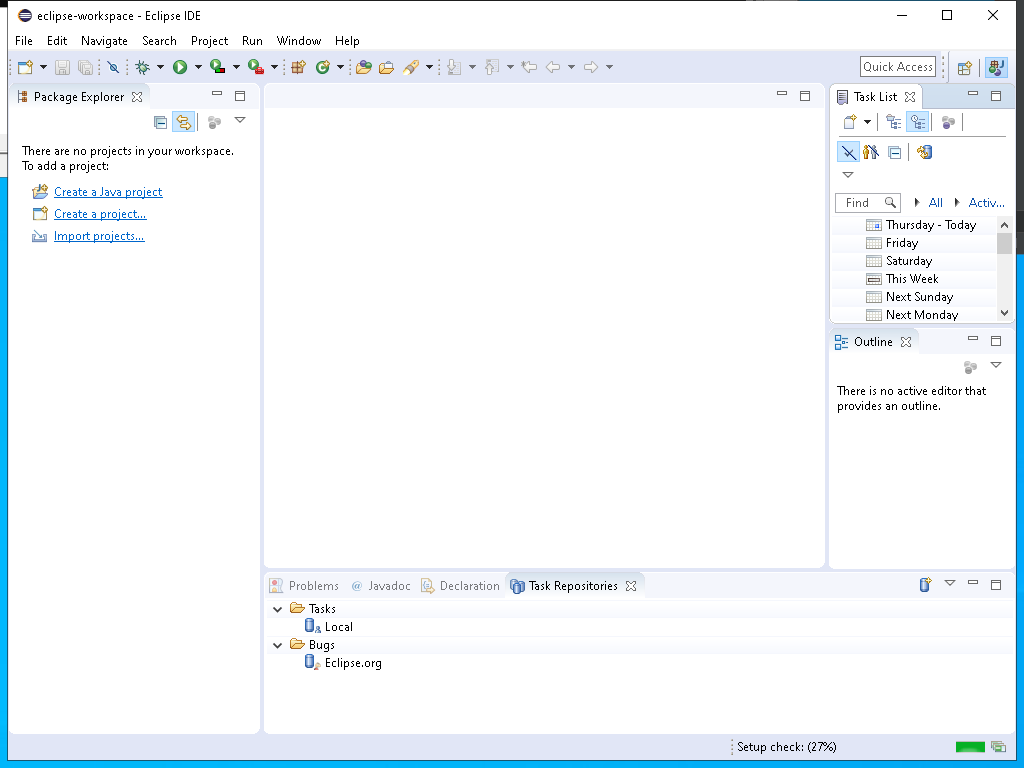 eclipse-workspace - Eclipse IDE
File Edit Navigate Search Project Run Window Help
Quick Access
Package Explorer
There are no projects in your workspace.
To add a project:
Create a Java project
Create a project...
Import projects...
Task List
Find All Activ...
Thursday - Today
Friday
Saturday
This Week
Next Sunday
Next Monday
Outline
There is no active editor that
provides an outline.
Problems @ Javadoc Declaration Task Repositories
Tasks
Local
Bugs
Eclipse.org
Setup check: (27%)